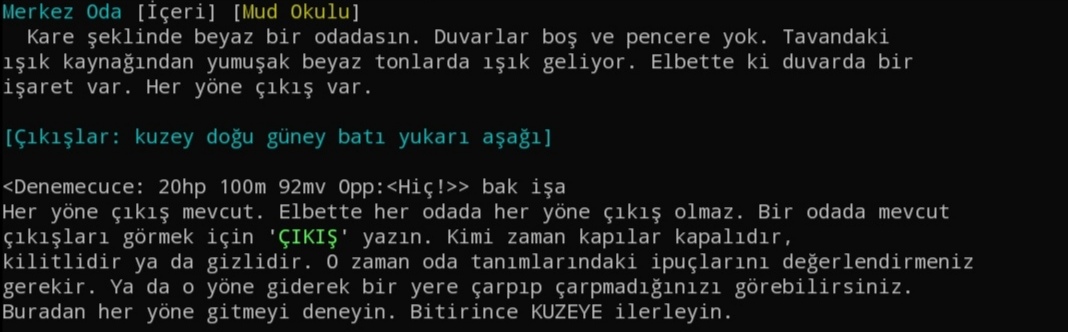 Merkez Oda [İçeri] [Mud Okulu]
Kare şeklinde beyaz bir odadasın. Duvarlar boş ve pencere yok. Tavandaki
ışık kaynağından yumuşak beyaz tonlarda ışık geliyor. Elbette ki duvarda bir
işaret var. Her yöne çıkış var.
[Çıkışlar: kuzey doğu güney batı yukarı aşağı]
<Denemecuce: 20hp 100m 92mv Opp:<Hiç!>> bak işa
Her yöne çıkış mevcut. Elbette her odada her yöne çıkış olmaz. Bir odada mevcut
çıkışları görmek için 'ÇIKIŞ' yazın. Kimi zaman kapılar kapalıdır,
kilitlidir ya da gizlidir. O zaman oda tanımlarındaki ipuçlarını değerlendirmeniz
gerekir. Ya da o yöne giderek bir yere çarpıp çarpmadığınızı görebilirsiniz.
Buradan her yöne gitmeyi deneyin. Bitirince KUZEYE ilerleyin.